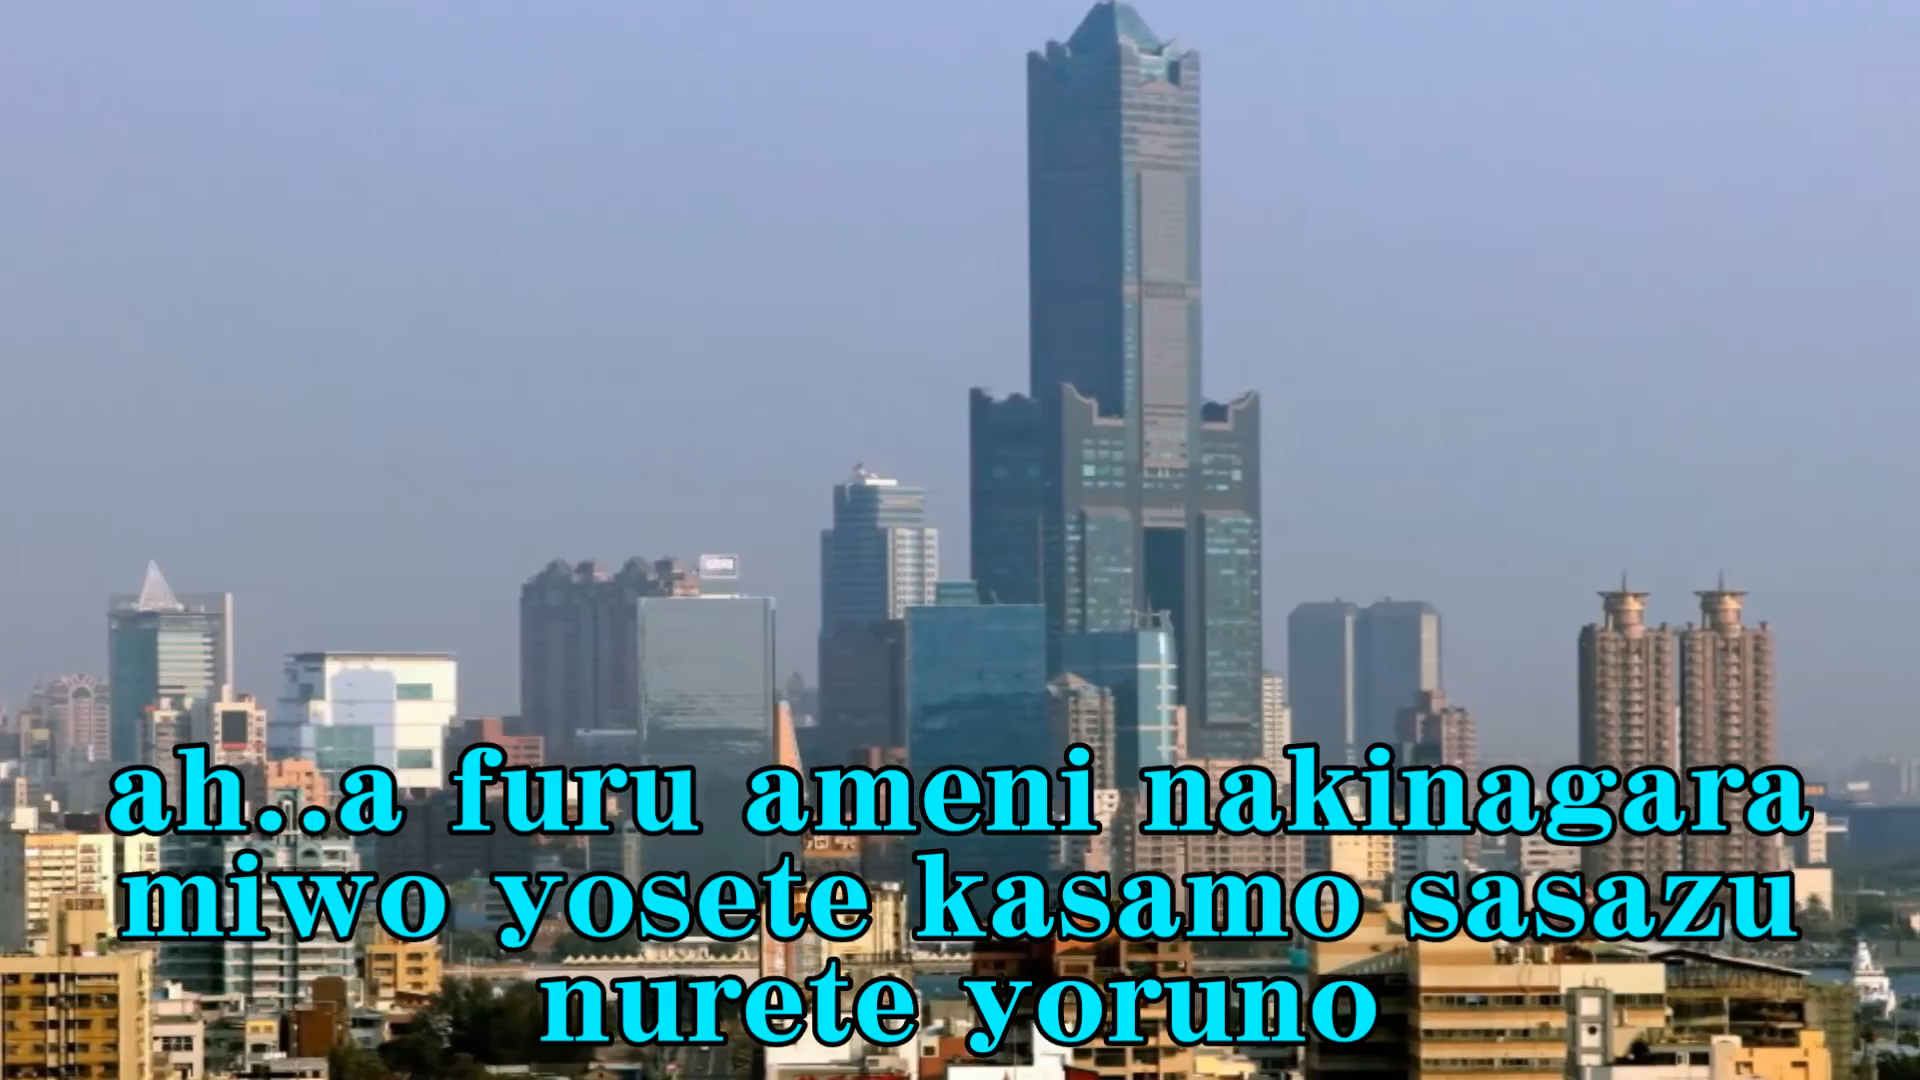 ah..a furu ameni nakinagara
miwo yosete kasamo sasazu
nurete yoruno